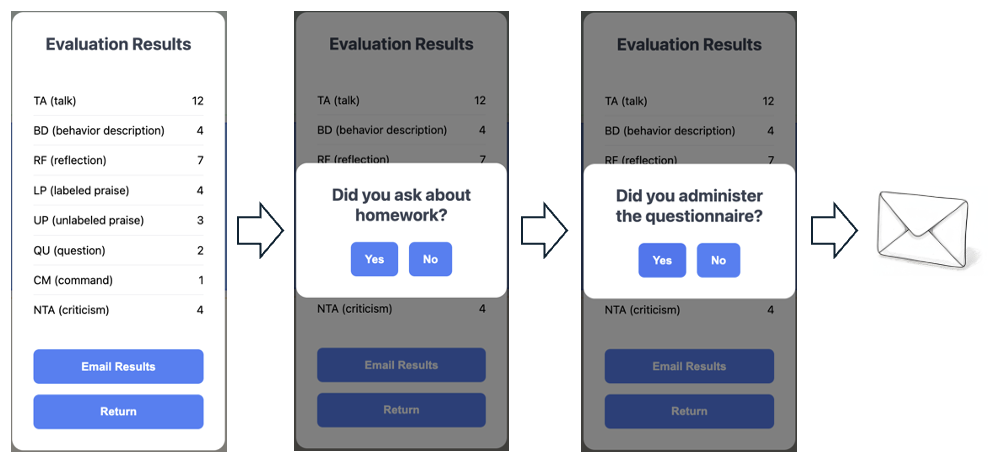 Evaluation Results
TA (talk) 12
BD (behavior description) 4
RF (reflection) 7
LP (labeled praise) 4
UP (unlabeled praise) 3
QU (question) 2
CM (command) 1
NTA (criticism) 4
Email Results
Return
Evaluation Results
TA (talk) 12
BD (behavior description) 4
RF (reflection) 7
Did you ask about
homework?
Yes No
NTA (criticism) 4
Email Results
Return
Evaluation Results
TA (talk) 12
BD (behavior description) 4
RF (reflection) 7
Did you administer
the questionnaire?
Yes No
NTA (criticism) 4
Email Results
Return